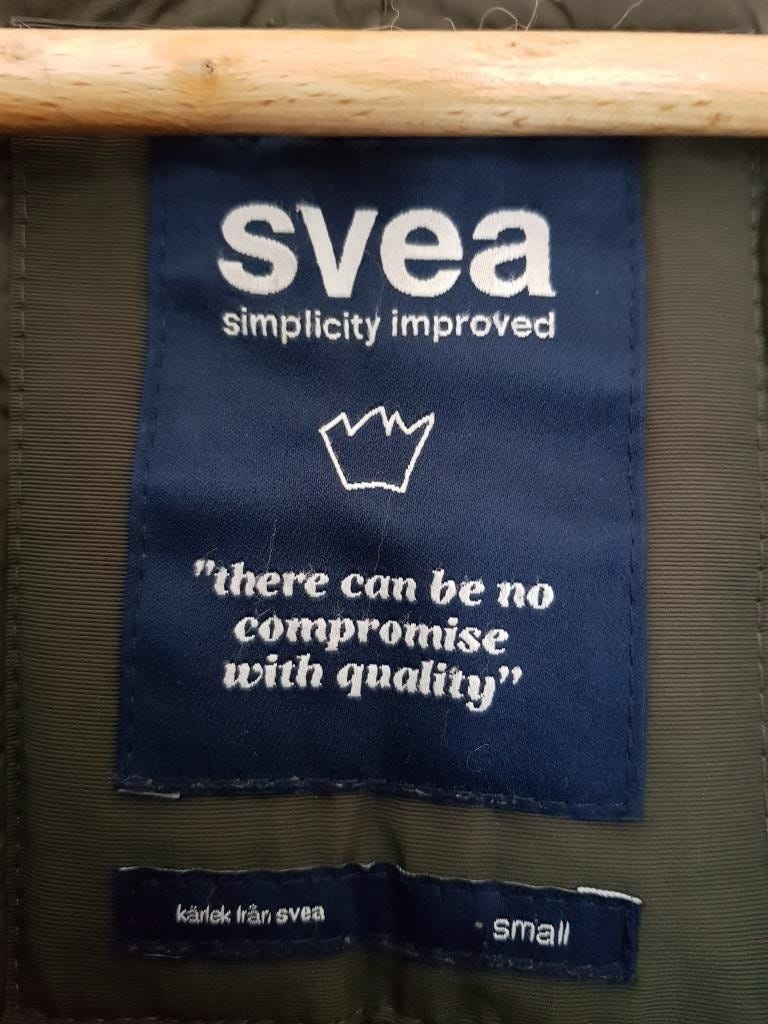 svea
simplicity improved
"there can be no
compromise
with quality"
kärlek från svea
small